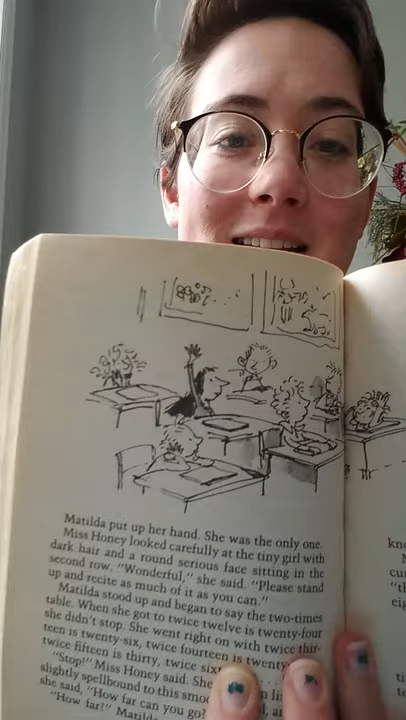 Matilda put up her hand. She was the only one.
Miss Honey looked carefully at the tiny girl with
dark hair and a round serious face sitting in the
second row. "Wonderful," she said. "Please stand
up and recite as much of it as you can."
Matilda stood up and began to say the two-times
table. When she got to twice twelve is twenty-four
she didn't stop. She went right on with twice thir-
teen is twenty-six, twice fourteen is twenty-
twice fifteen is thirty, twice
"Stop!" Miss Honey said. She
slightly spellbound to this smoo
she said, "How far can you go?
"How far?" Matild